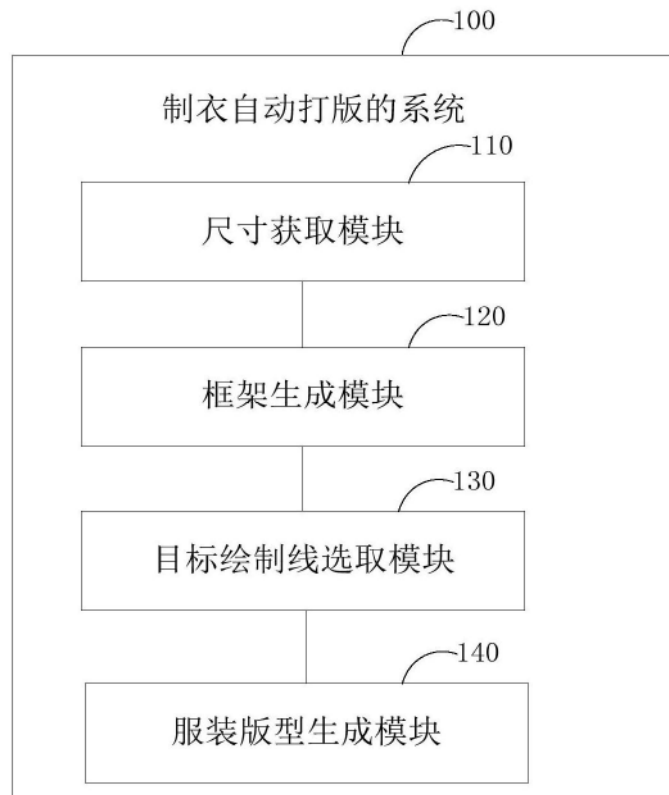 100
制衣自动打版的系统
110
尺寸获取模块
120
框架生成模块
130
目标绘制线选取模块
140
服装版型生成模块